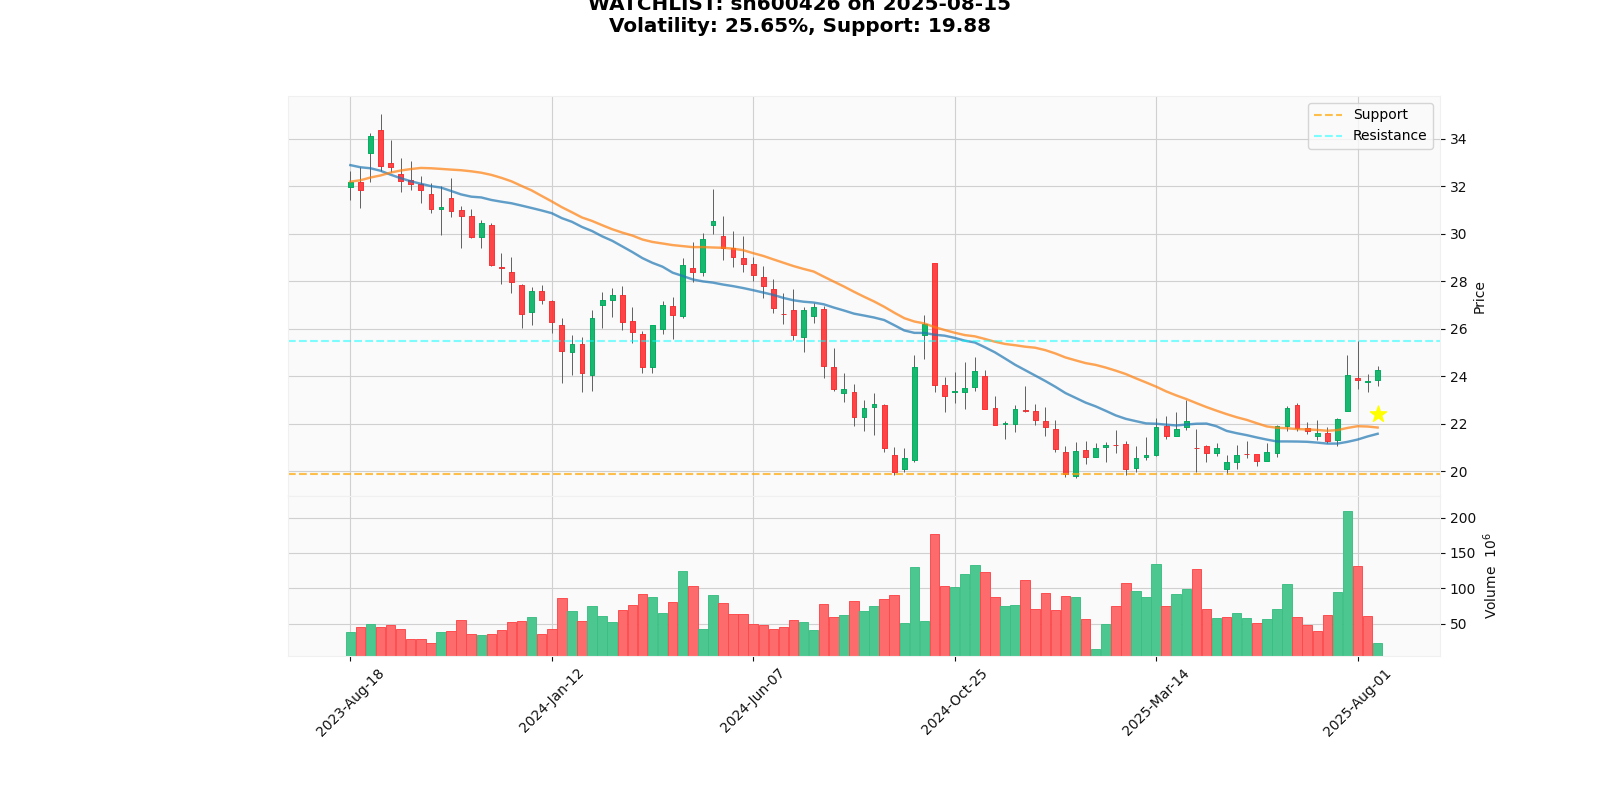 WATCHLIST: sh600426 on 2025-08-15
Volatility: 25.65%, Support: 19.88
Support
Resistance
34
32
30
28
26
24
22
20
Price
200
150
100
50
Volume 10^6
2023-Aug-18
2024-Jan-12
2024-Jun-07
2024-Oct-25
2025-Mar-14
2025-Aug-01